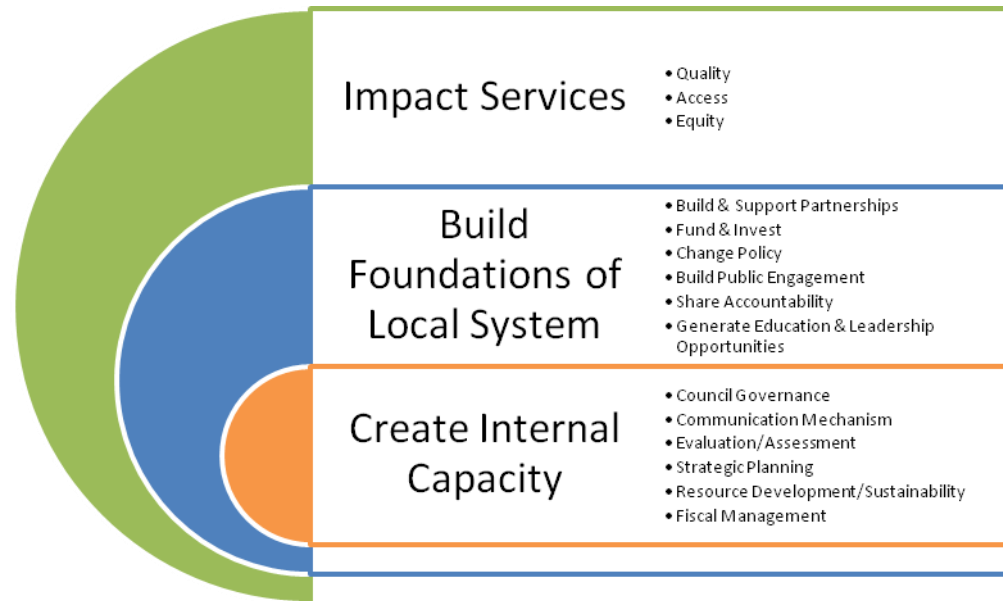 Impact Services
• Quality
• Access
• Equity
Build
Foundations of
Local System
• Build & Support Partnerships
• Fund & Invest
• Change Policy
• Build Public Engagement
• Share Accountability
• Generate Education & Leadership
Opportunities
Create Internal
Capacity
• Council Governance
• Communication Mechanism
• Evaluation/Assessment
• Strategic Planning
• Resource Development/Sustainability
• Fiscal Management